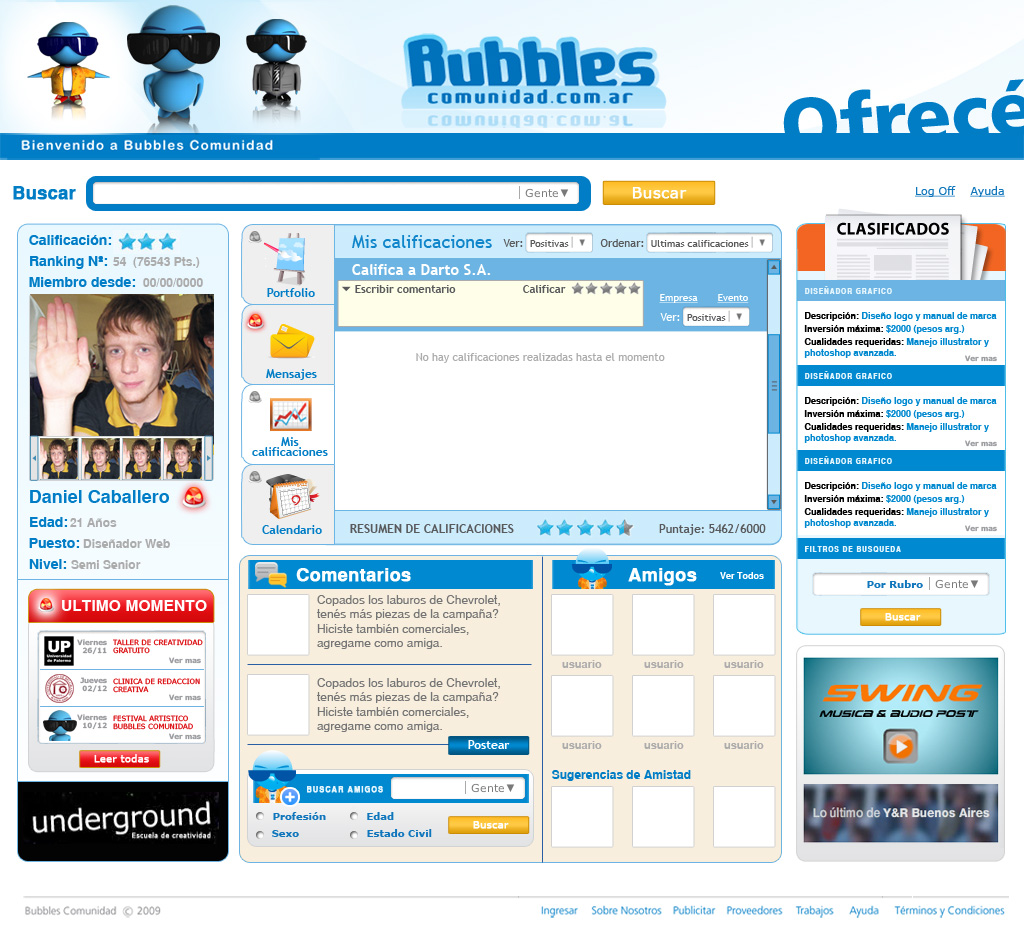 Bubbles
comunidad.com.ar
Ofrecé
Bienvenido a Bubbles Comunidad
Buscar
Gente
Buscar
Log Off
Ayuda
Calificación:
Ranking Nº: 54 (76543 Pts.)
Miembro desde: 00/00/0000
Daniel Caballero
Edad: 21 Años
Puesto: Diseñador Web
Nivel: Semi Senior
ULTIMO MOMENTO
UP
Universidad
de Palermo
Viernes
26/11
TALLER DE CREATIVIDAD
GRATUITO
Ver mas
Jueves
02/12
CLINICA DE REDACCION
CREATIVA
Ver mas
Viernes
10/12
FESTIVAL ARTISTICO
BUBBLES COMUNIDAD
Ver mas
Leer todas
underground
Escuela de creatividad
Portfolio
Mensajes
Mis
calificaciones
Calendario
Mis calificaciones
Ver: Positivas
Ordenar: Ultimas calificaciones
Califica a Darto S.A.
Escribir comentario
Calificar
Empresa
Evento
Ver: Positivas
No hay calificaciones realizadas hasta el momento
RESUMEN DE CALIFICACIONES
Puntaje: 5462/6000
Comentarios
Copados los laburos de Chevrolet,
tenés más piezas de la campaña?
Hiciste también comerciales,
agregame como amiga.
Copados los laburos de Chevrolet,
tenés más piezas de la campaña?
Hiciste también comerciales,
agregame como amiga.
Postear
BUSCAR AMIGOS
Gente
Profesión
Edad
Sexo
Estado Civil
Buscar
Amigos
Ver Todos
usuario usuario usuario
usuario usuario usuario
Sugerencias de Amistad
CLASIFICADOS
DISEÑADOR GRAFICO
Descripción: Diseño logo y manual de marca
Inversión máxima: $2000 (pesos arg.)
Cualidades requeridas: Manejo illustrator y
photoshop avanzada.
Ver mas
DISEÑADOR GRAFICO
Descripción: Diseño logo y manual de marca
Inversión máxima: $2000 (pesos arg.)
Cualidades requeridas: Manejo illustrator y
photoshop avanzada.
Ver mas
DISEÑADOR GRAFICO
Descripción: Diseño logo y manual de marca
Inversión máxima: $2000 (pesos arg.)
Cualidades requeridas: Manejo illustrator y
photoshop avanzada.
Ver mas
FILTROS DE BUSQUEDA
Por Rubro
Gente
Buscar
SWING
MUSICA & AUDIO POST
Lo último de Y&R Buenos Aires
Bubbles Comunidad © 2009
Ingresar Sobre Nosotros Publicitar Proveedores Trabajos Ayuda Términos y Condiciones